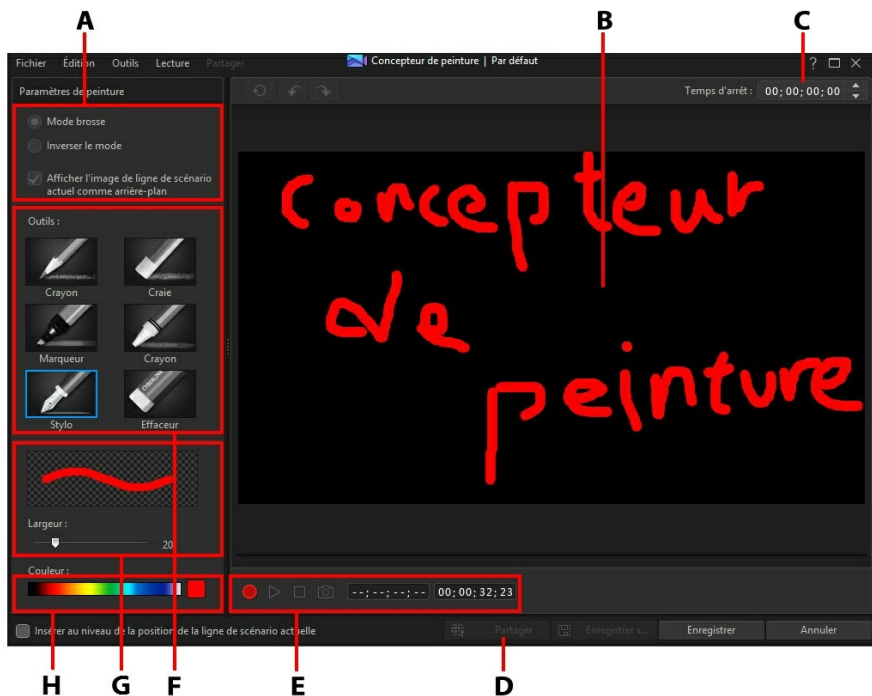 A B C
Fichier Édition Outils Lecture Partager Concepteur de peinture | Par défaut ?
Paramètres de peinture
Temps d'arrêt : 00; 00; 00; 00
Mode brosse
Inverser le mode
Afficher l'image de ligne de scénario
actuel comme arrière-plan
Outils :
Crayon Craie
Marqueur Crayon
Stylo Effaceur
CYBERLINK
Concepteur
de
peinture
Largeur :
20
Couleur :
--;--;--;-- 00; 00; 32; 23
Insérer au niveau de la position de la ligne de scénario actuelle
Partager Enregistrer s... Enregistrer Annuler
H G F E D